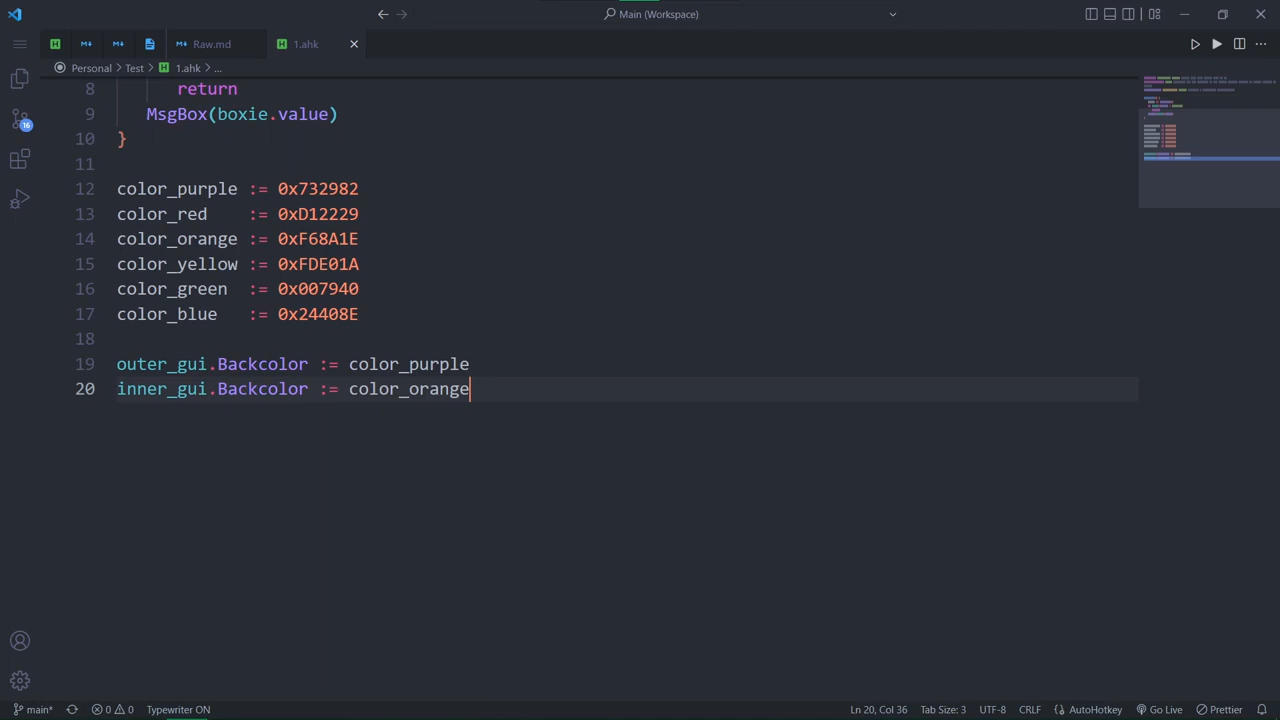 Main (Workspace)
Raw.md
1.ahk
Personal > Test > 1.ahk > ...
8 return
9 MsgBox(boxie.value)
10 }
11
12 color_purple := 0x732982
13 color_red := 0xD12229
14 color_orange := 0xF68A1E
15 color_yellow := 0xFDE01A
16 color_green := 0x007940
17 color_blue := 0x24408E
18
19 outer_gui.Backcolor := color_purple
20 inner_gui.Backcolor := color_orange
16
main* 0 0 Typewriter ON Ln 20, Col 36 Tab Size: 3 UTF-8 CRLF AutoHotkey Go Live Prettier